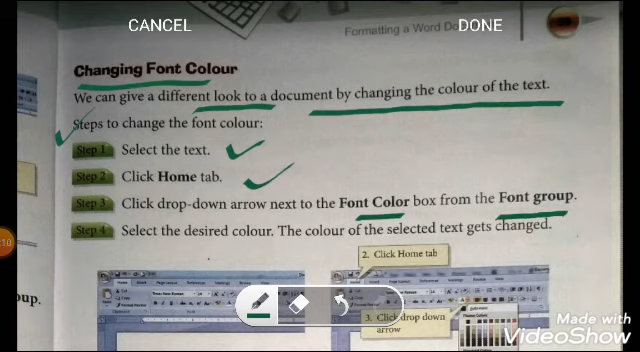 CANCEL
DONE
Formatting a Word Do
Changing Font Colour
We can give a different look to a document by changing the colour of the text.
Steps to change the font colour:
Step 1 Select the text.
Step 2 Click Home tab.
Step 3 Click drop-down arrow next to the Font Color box from the Font group.
Step 4 Select the desired colour. The colour of the selected text gets changed.
2. Click Home tab
oup.
3. Click drop down
arrow
Made with
VideoShow